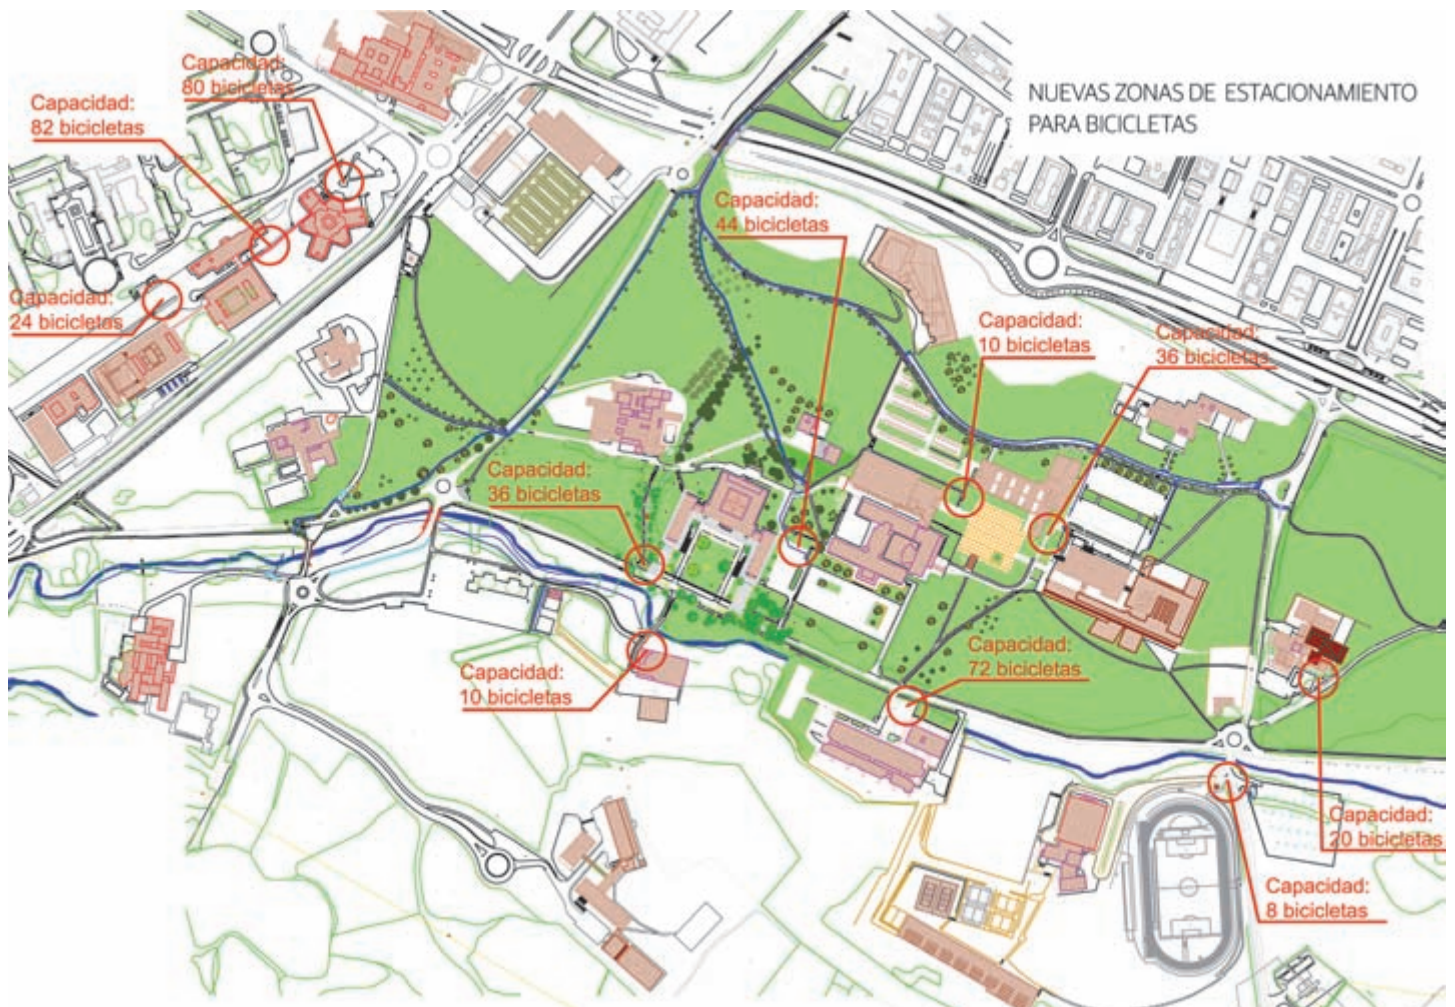 NUEVAS ZONAS DE ESTACIONAMIENTO
PARA BICICLETAS
Capacidad:
80 bicicletas
Capacidad:
82 bicicletas
Capacidad:
24 bicicletas
Capacidad:
44 bicicletas
Capacidad:
10 bicicletas
Capacidad:
36 bicicletas
Capacidad:
36 bicicletas
Capacidad:
10 bicicletas
Capacidad:
72 bicicletas
Capacidad:
20 bicicletas
Capacidad:
8 bicicletas